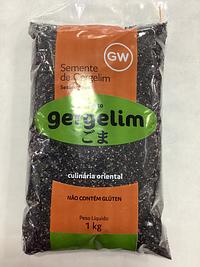 GW
Semente
de Gergelim
gergelim
ごま
culinária oriental
NÃO CONTÉM GLÚTEN
Peso Líquido
1 kg